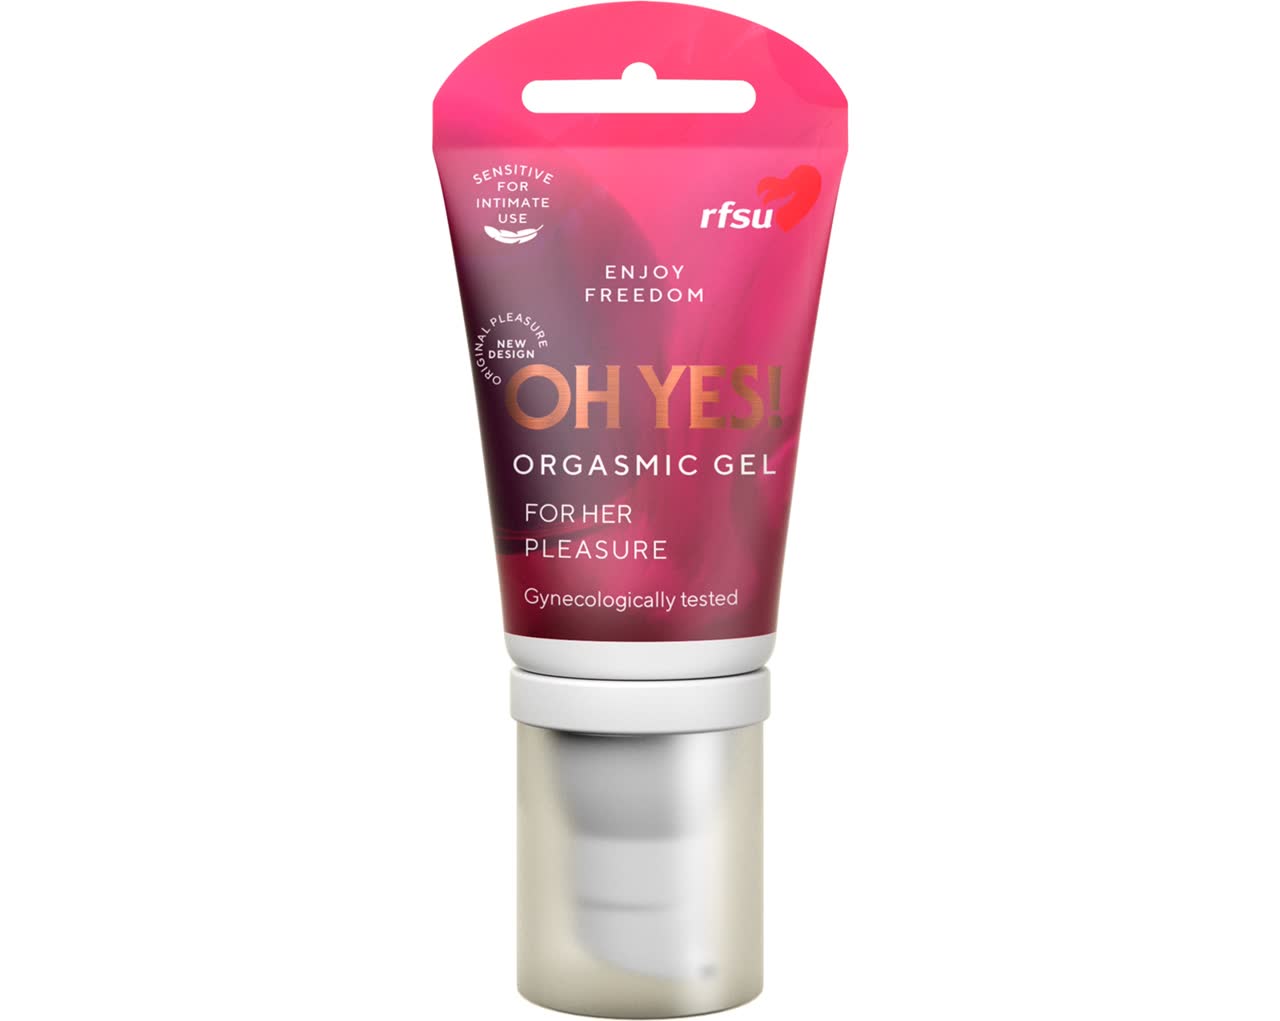 SENSITIVE
FOR
INTIMATE
USE
rfsu
ENJOY
FREEDOM
ORIGINAL PLEASURE
NEW
DESIGN
OH YES!
ORGASMIC GEL
FOR HER
PLEASURE
Gynecologically tested